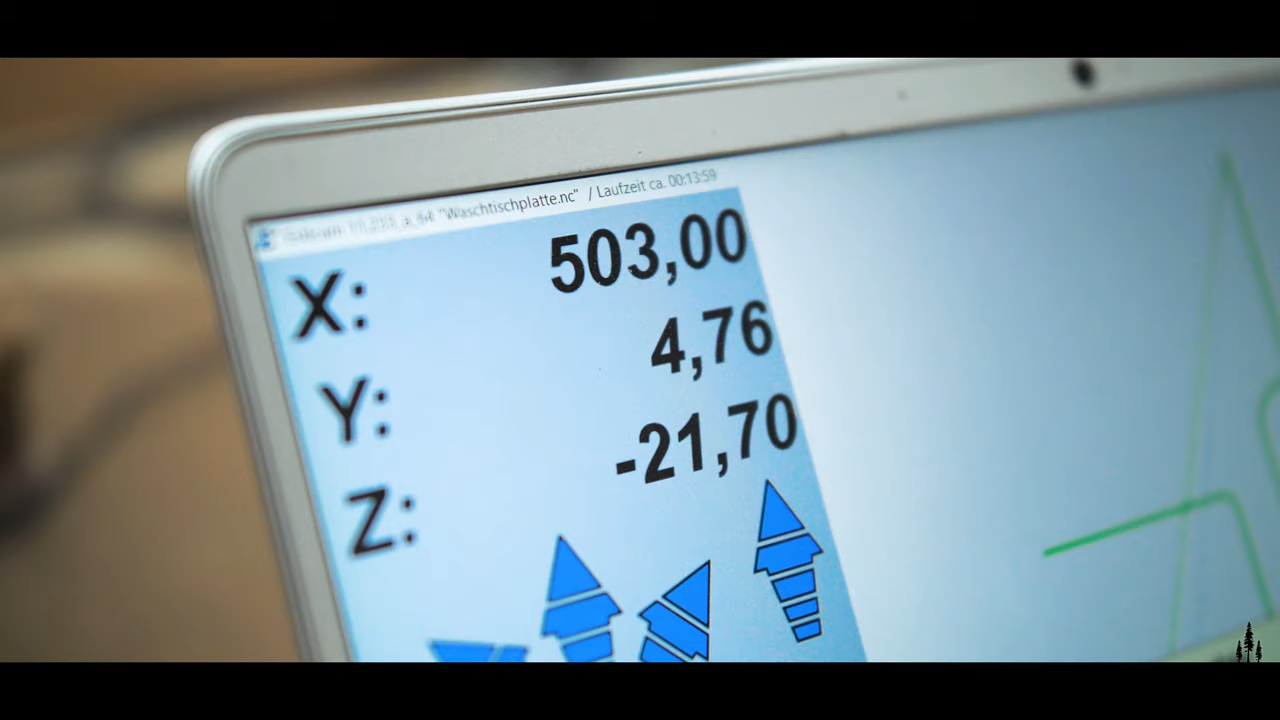 "Waschtischplatte.nc" / Laufzeit ca. 00:13:59
X: 503,00
Y: 4,76
Z: -21,70